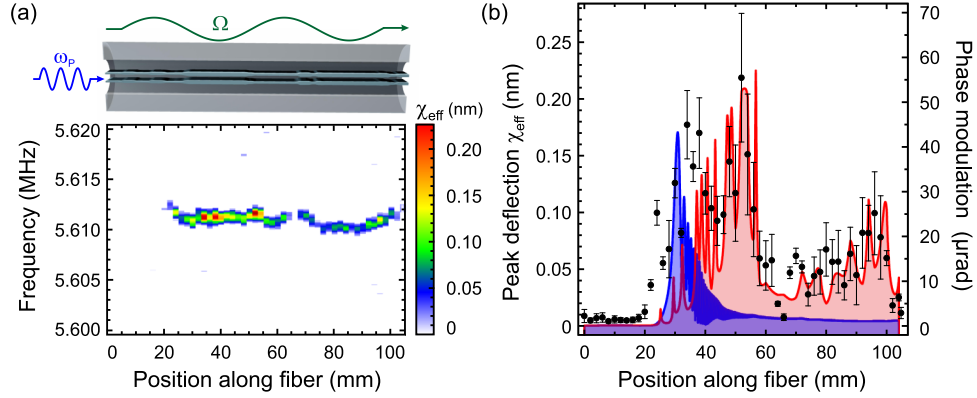 (a)
Ω
ωP
χeff (nm)
5.620
5.615
5.610
5.605
5.600
Frequency (MHz)
0 20 40 60 80 100
Position along fiber (mm)
0.20
0.15
0.10
0.05
0
(b)
0.25
0.20
0.15
0.10
0.05
0
Peak deflection χeff (nm)
70
60
50
40
30
20
10
0
Phase modulation (μrad)
0 20 40 60 80 100
Position along fiber (mm)